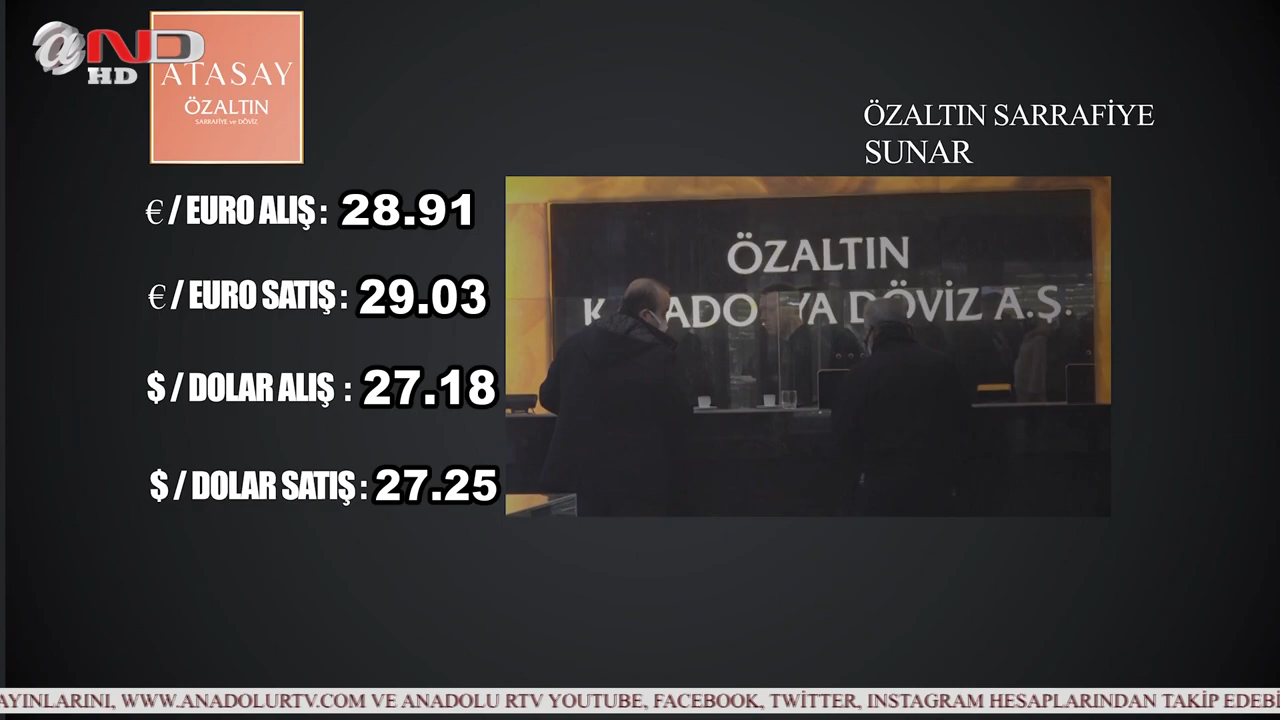 @ND
HD
ATASAY
ÖZALTIN
SARRAFİYE ve DÖVİZ
ÖZALTIN SARRAFİYE
SUNAR
€ / EURO ALIŞ : 28.91
€ / EURO SATIŞ : 29.03
$ / DOLAR ALIŞ : 27.18
$ / DOLAR SATIŞ : 27.25
ÖZALTIN
DÖVİZ A.Ş.
AYINLARINI, WWW.ANADOLURTV.COM VE ANADOLU RTV YOUTUBE, FACEBOOK, TWİTTER, INSTAGRAM HESAPLARINDAN TAKİP EDEBİ